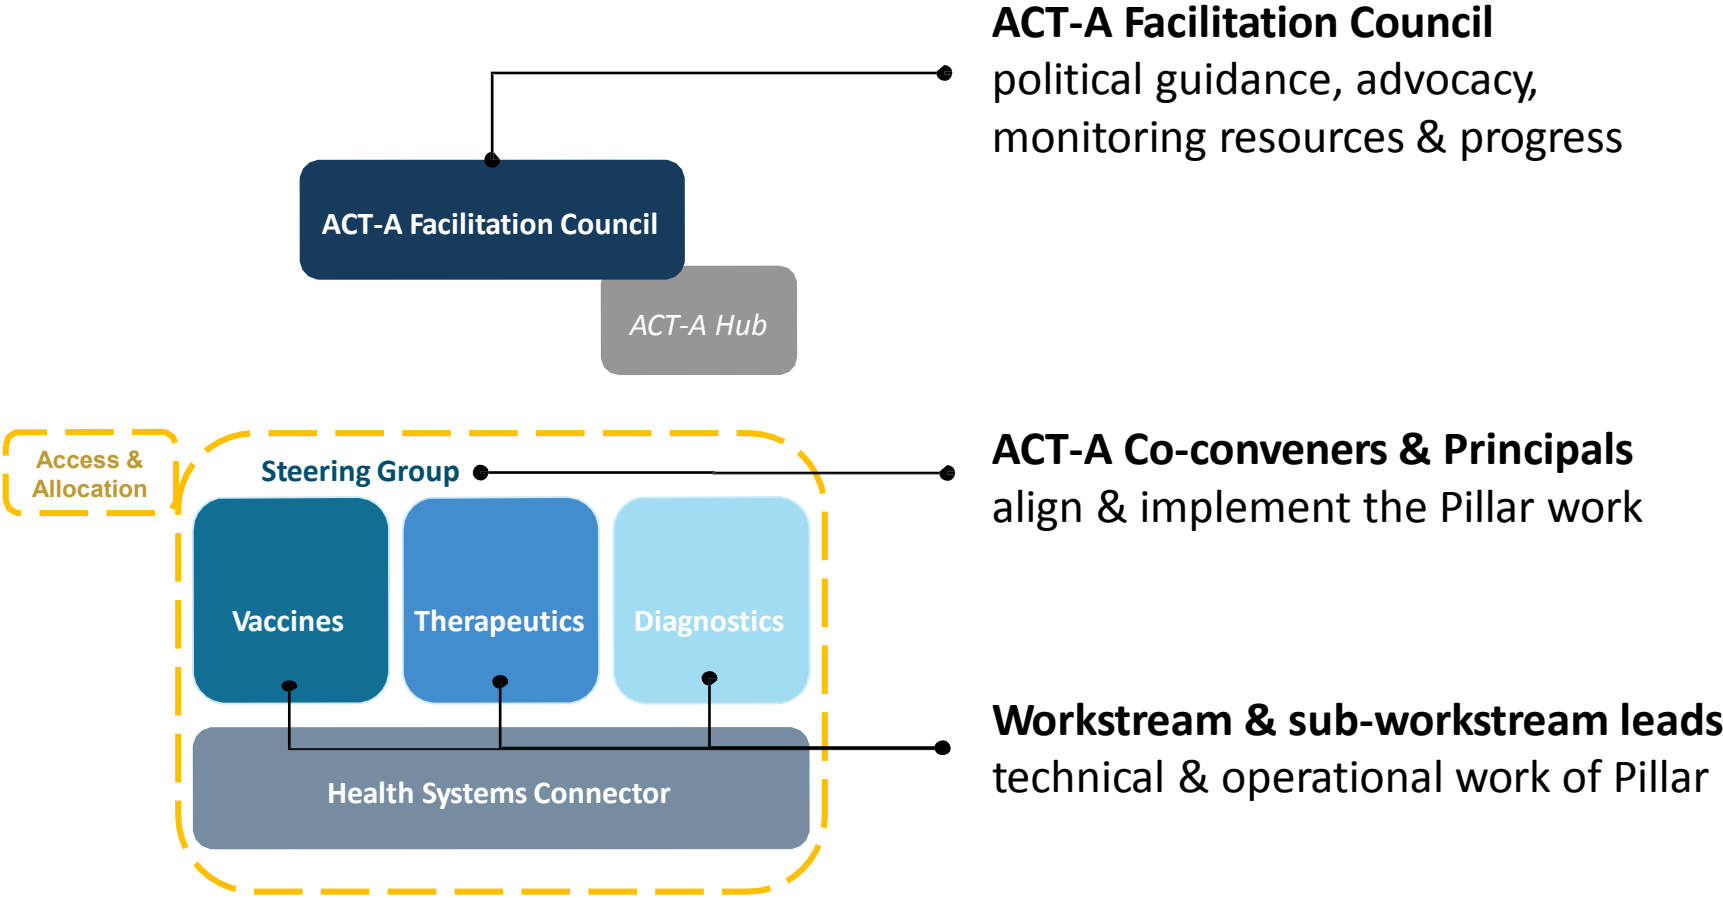 ACT-A Facilitation Council
political guidance, advocacy,
monitoring resources & progress
ACT-A Facilitation Council
ACT-A Hub
Access &
Allocation
Steering Group
ACT-A Co-conveners & Principals
align & implement the Pillar work
Vaccines
Therapeutics
Diagnostics
Workstream & sub-workstream leads
technical & operational work of Pillar
Health Systems Connector